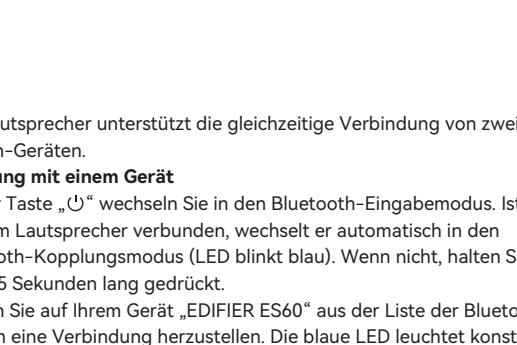 utsprecher unterstützt die gleichzeitige Verbindung von zwei
-Geräten.
ng mit einem Gerät
Taste „⏻“ wechseln Sie in den Bluetooth-Eingabemodus. Ist
m Lautsprecher verbunden, wechselt er automatisch in den
oth-Kopplungsmodus (LED blinkt blau). Wenn nicht, halten S
5 Sekunden lang gedrückt.
n Sie auf Ihrem Gerät „EDIFIER ES60“ aus der Liste der Blueto
m eine Verbindung herzustellen. Die blaue LED leuchtet konst